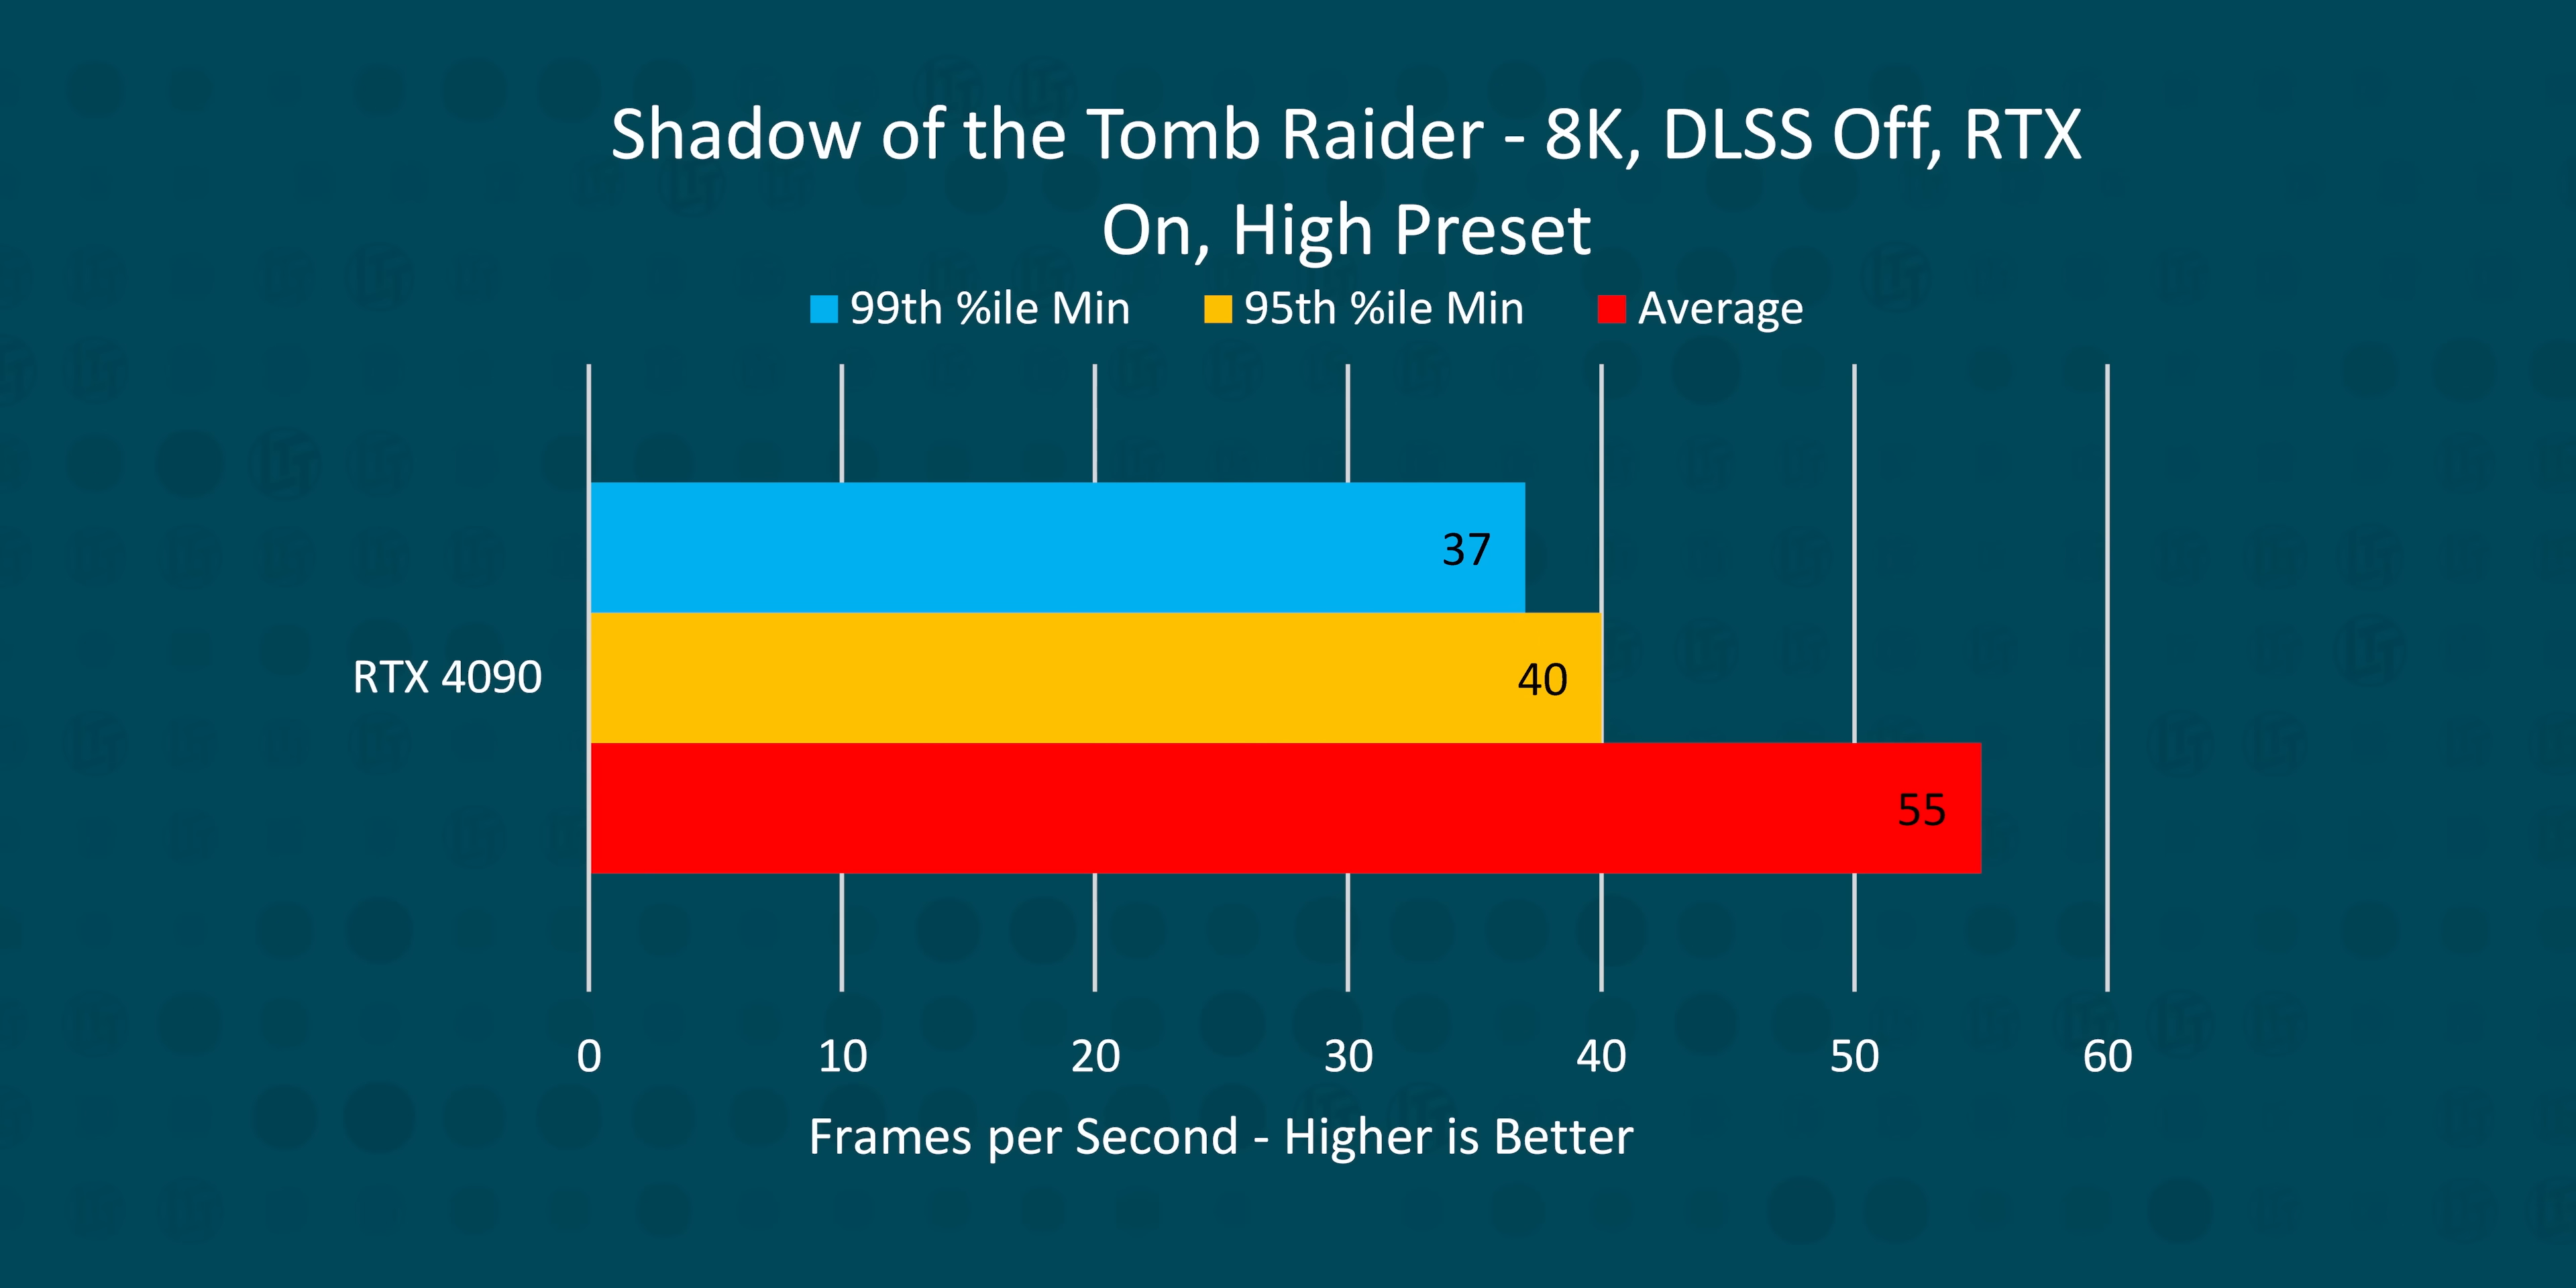 Shadow of the Tomb Raider - 8K, DLSS Off, RTX
On, High Preset
99th %ile Min 95th %ile Min Average
37
RTX 4090 40
55
0 10 20 30 40 50 60
Frames per Second - Higher is Better